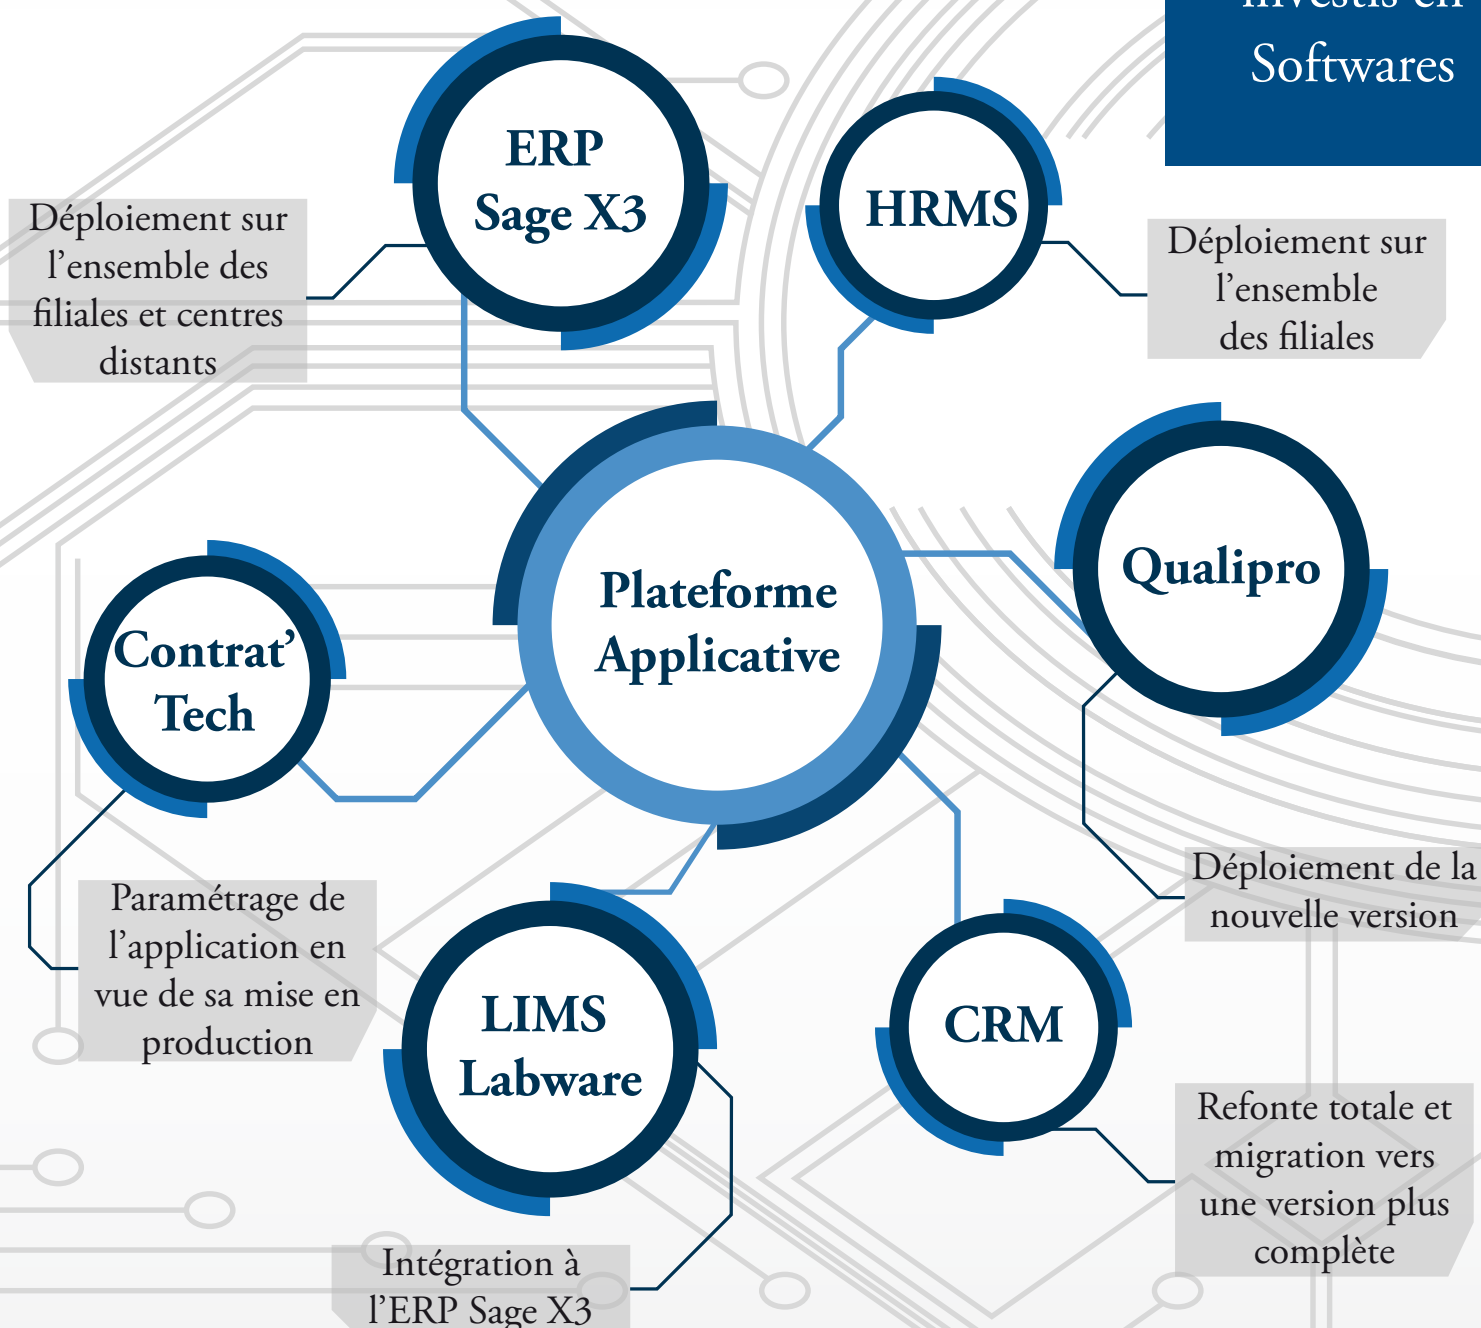 investis en
Softwares
ERP
Sage X3
HRMS
Déploiement sur
l’ensemble des
filiales et centres
distants
Déploiement sur
l’ensemble
des filiales
Plateforme
Applicative
Qualipro
Contrat’
Tech
Déploiement de la
nouvelle version
Paramétrage de
l’application en
vue de sa mise en
production
LIMS
Labware
CRM
Refonte totale et
migration vers
une version plus
complète
Intégration à
l’ERP Sage X3